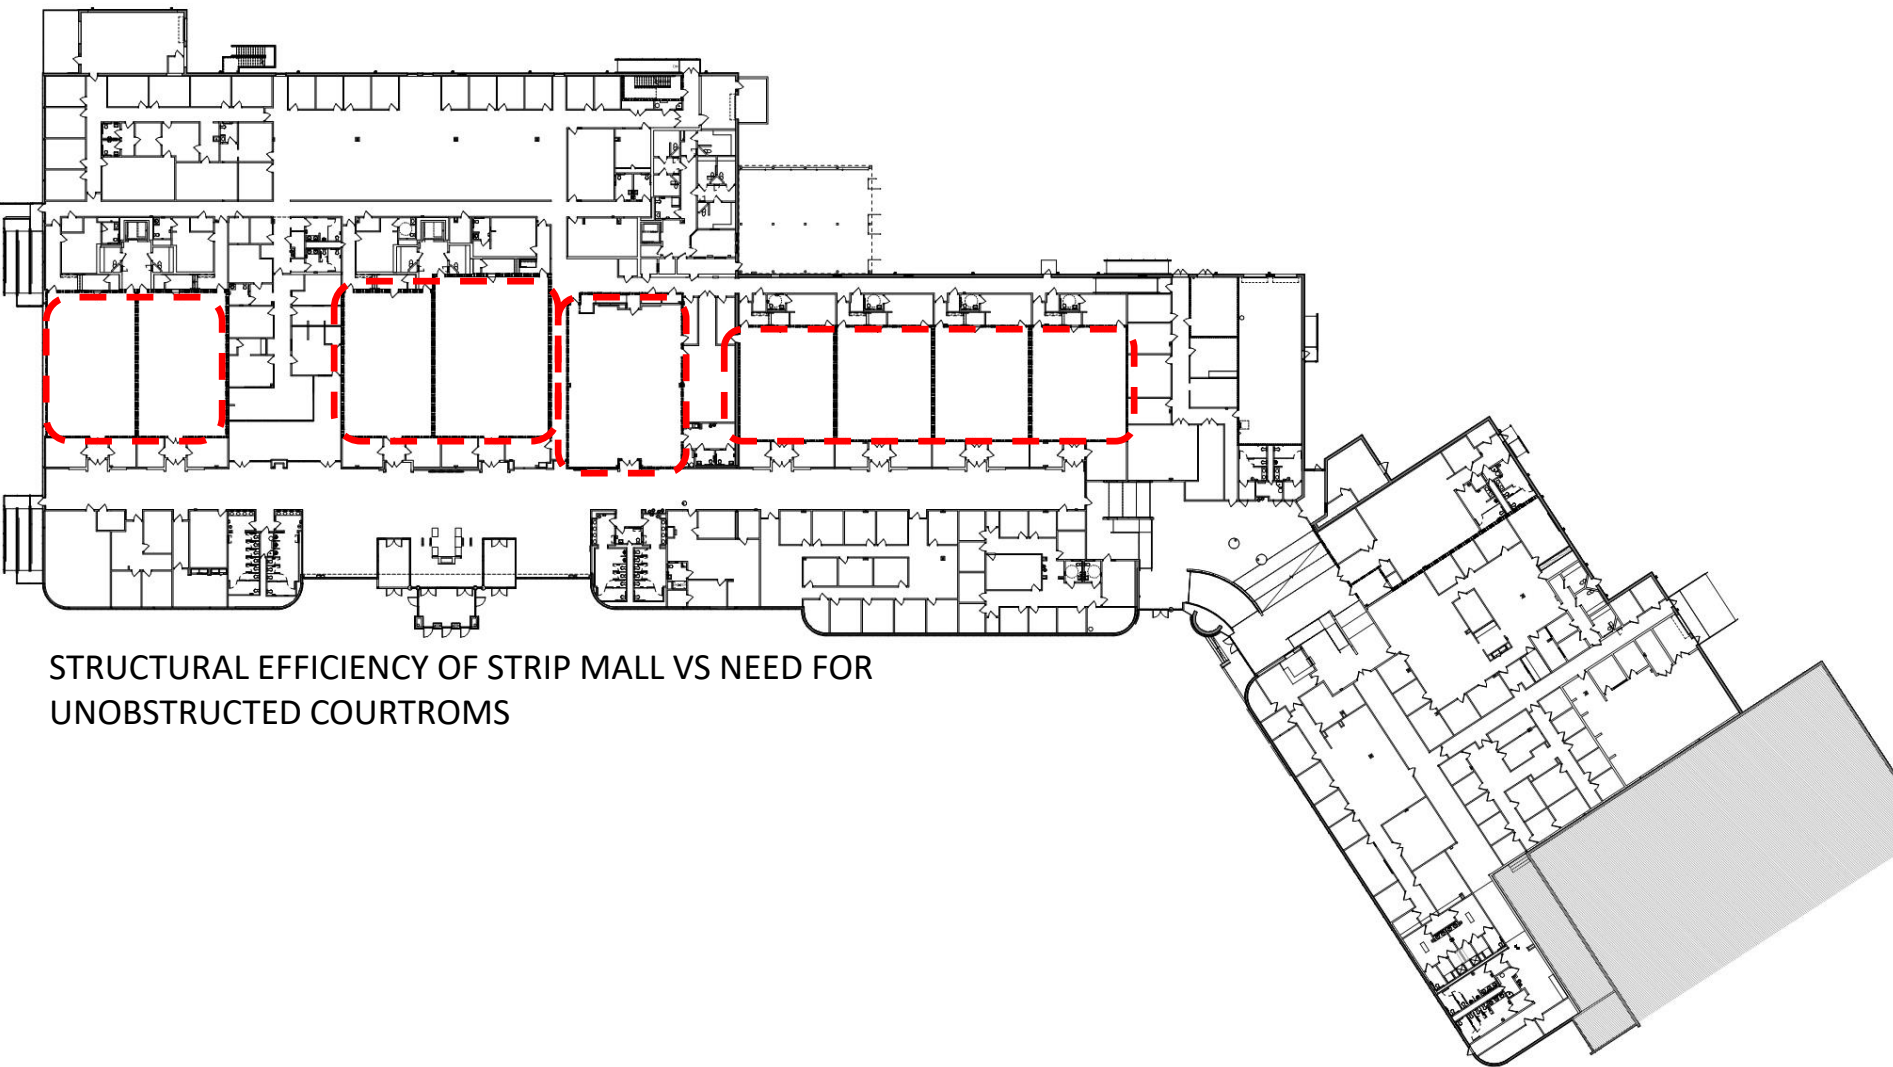 STRUCTURAL EFFICIENCY OF STRIP MALL VS NEED FOR
UNOBSTRUCTED COURTROMS